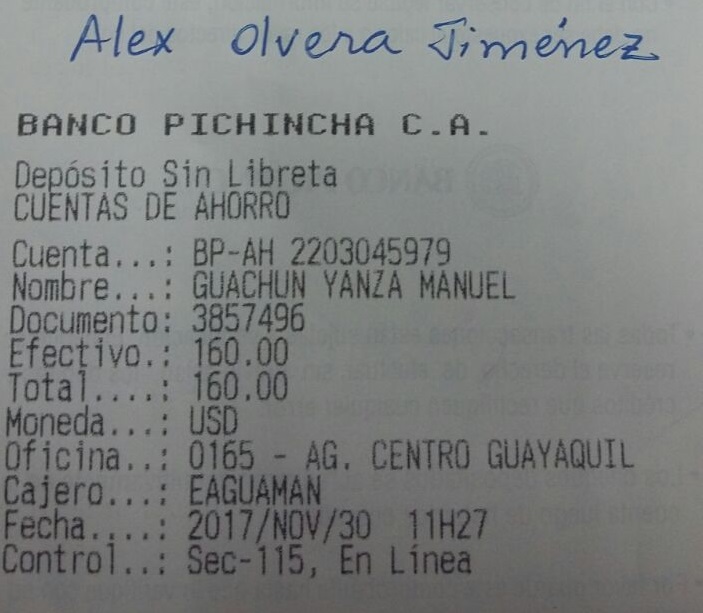 Alex Olvera Jiménez
BANCO PICHINCHA C.A.
Depósito Sin Libreta
CUENTAS DE AHORRO
Cuenta...: BP-AH 2203045979
Nombre...: GUACHUN YANZA MANUEL
Documento: 3857496
Efectivo.: 160.00
Total....: 160.00
Moneda...: USD
Oficina..: 0165 - AG. CENTRO GUAYAQUIL
Cajero...: EAGUAMAN
Fecha....: 2017/NOV/30 11H27
Control..: Sec-115, En Línea